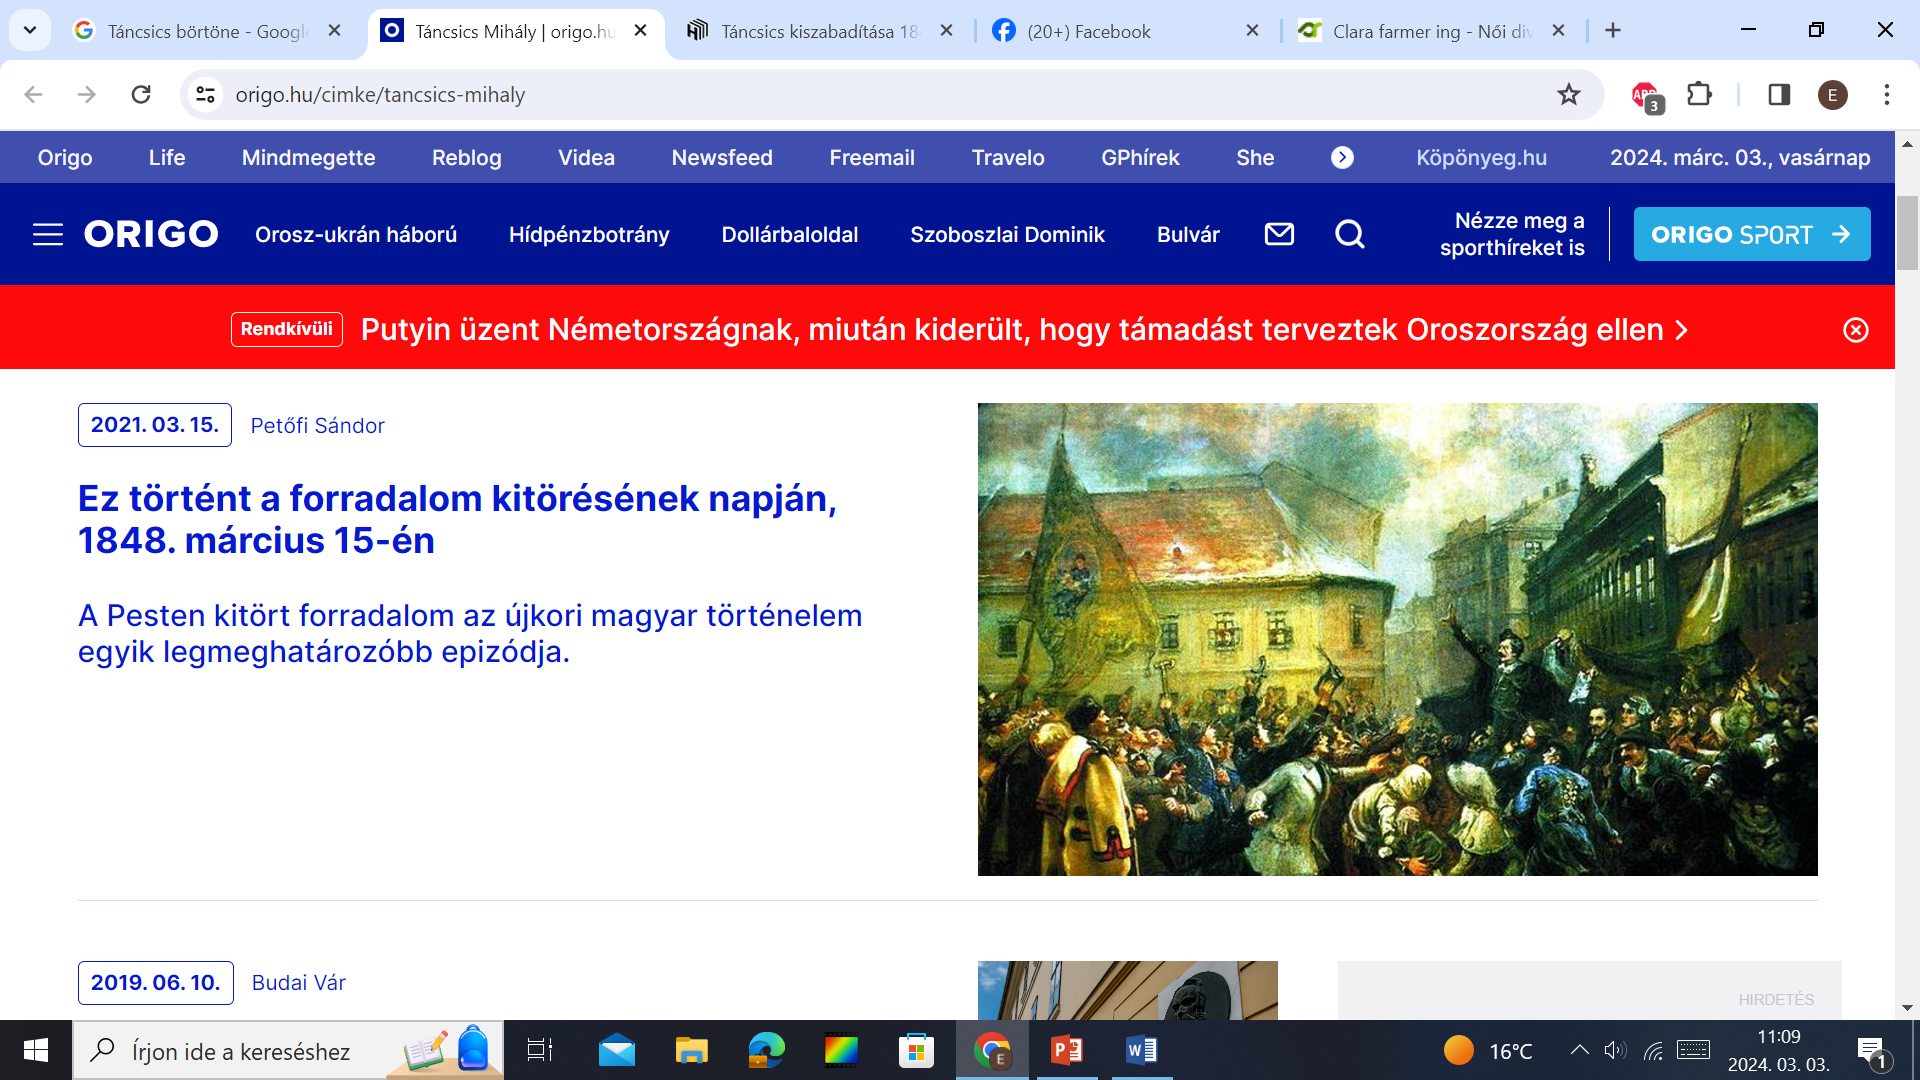 Táncsics börtöne - Google
Táncsics Mihály | origo.hu
Táncsics kiszabadítása 18
(20+) Facebook
Clara farmer ing - Női div
origo.hu/cimke/tancsics-mihaly
ABP
3
E
Origo
Life
Mindmegette
Reblog
Videa
Newsfeed
Freemail
Travelo
GPhírek
She
Köpönyeg.hu
2024. márc. 03., vasárnap
ORIGO
Orosz-ukrán háború
Hídpénzbotrány
Dollárbaloldal
Szoboszlai Dominik
Bulvár
Nézze meg a
sporthíreket is
ORIGO SPORT
Rendkívüli
Putyin üzent Németországnak, miután kiderült, hogy támadást terveztek Oroszország ellen
2021. 03. 15.
Petőfi Sándor
Ez történt a forradalom kitörésének napján,
1848. március 15-én
A Pesten kitört forradalom az újkori magyar történelem
egyik legmeghatározóbb epizódja.
2019. 06. 10.
Budai Vár
HIRDETÉS
Írjon ide a kereséshez
E
16°C
11:09
2024. 03. 03.
1